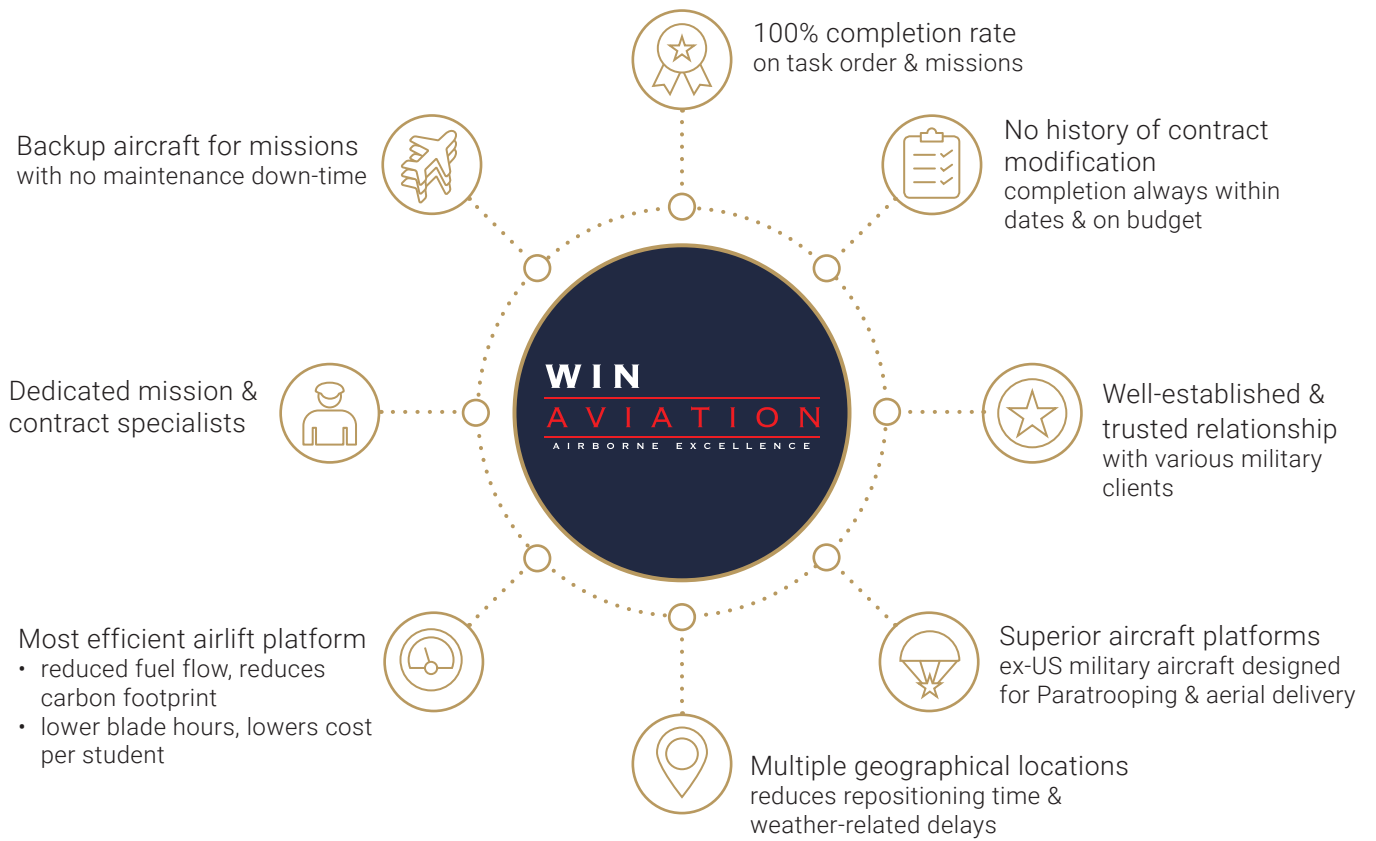 100% completion rate
on task order & missions
No history of contract
modification
completion always within
dates & on budget
Well-established &
trusted relationship
with various military
clients
Superior aircraft platforms
ex-US military aircraft designed
for Paratrooping & aerial delivery
Multiple geographical locations
reduces repositioning time &
weather-related delays
Most efficient airlift platform
• reduced fuel flow, reduces
carbon footprint
• lower blade hours, lowers cost
per student
Dedicated mission &
contract specialists
Backup aircraft for missions
with no maintenance down-time
WIN
AVIATION
AIRBORNE EXCELLENCE